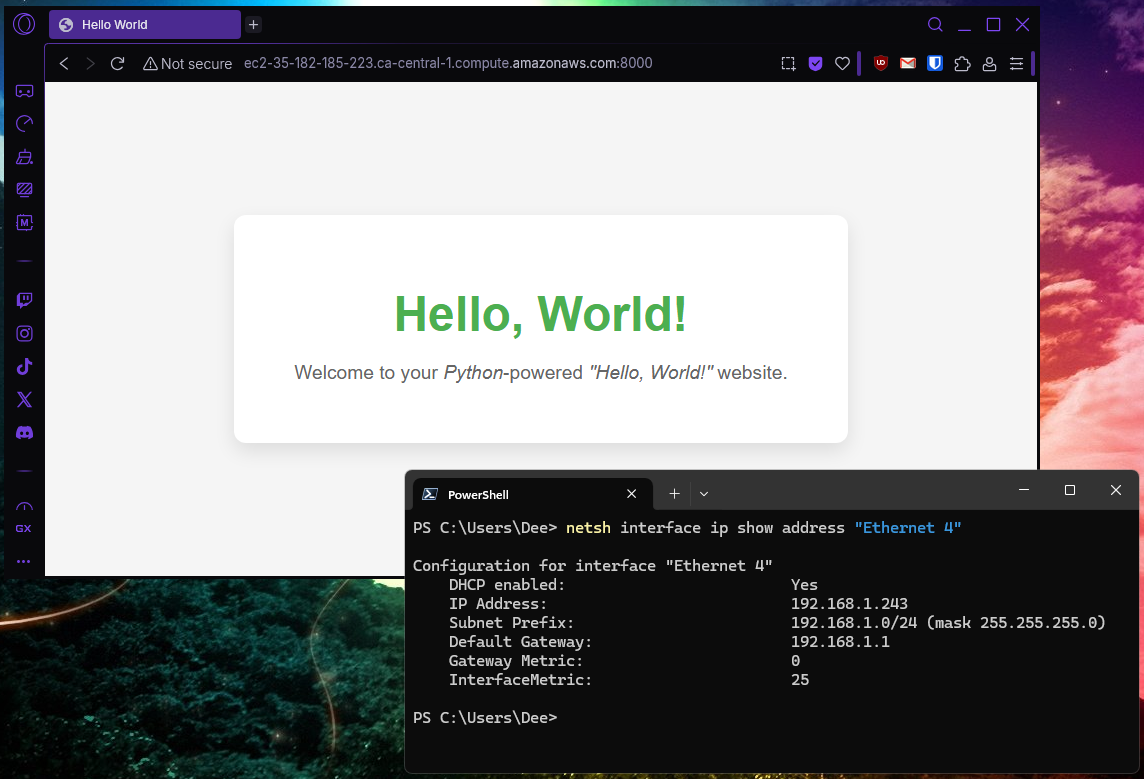 Hello World
Not secure ec2-35-182-185-223.ca-central-1.compute.amazonaws.com:8000
UD
M
Hello, World!
Welcome to your Python-powered "Hello, World!" website.
GX
PowerShell
PS C:\Users\Dee> netsh interface ip show address "Ethernet 4"
Configuration for interface "Ethernet 4"
DHCP enabled: Yes
IP Address: 192.168.1.243
Subnet Prefix: 192.168.1.0/24 (mask 255.255.255.0)
Default Gateway: 192.168.1.1
Gateway Metric: 0
InterfaceMetric: 25
PS C:\Users\Dee>